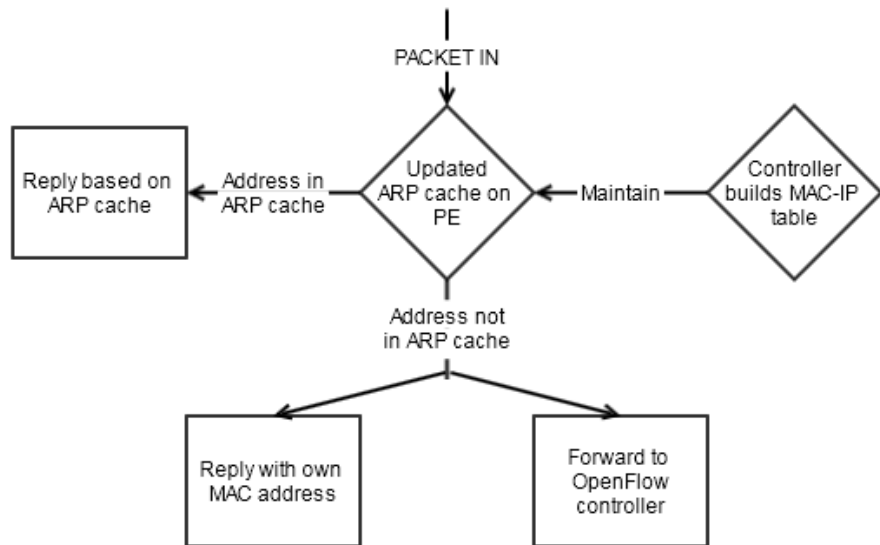 PACKET IN
Reply based on
ARP cache
Address in
ARP cache
Updated
ARP cache on
PE
Maintain
Controller
builds MAC-IP
table
Address not
in ARP cache
Reply with own
MAC address
Forward to
OpenFlow
controller